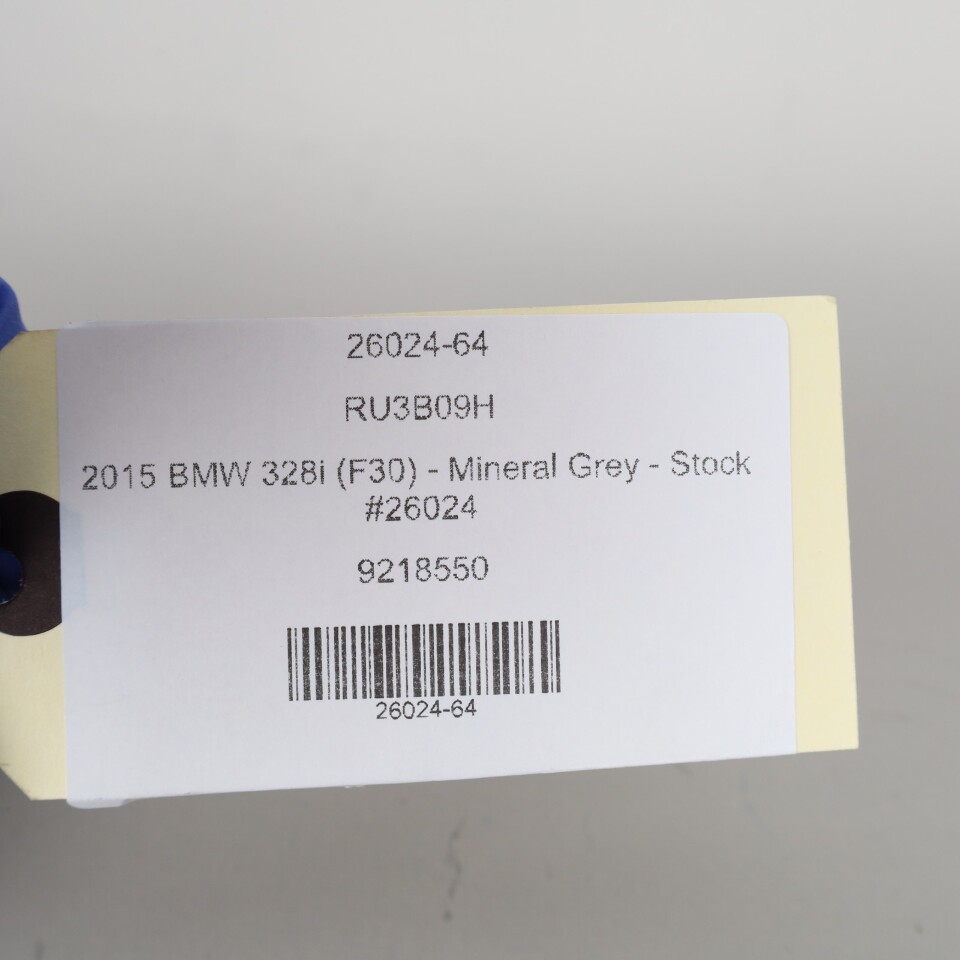 26024-64
RU3B09H
2015 BMW 328i (F30) - Mineral Grey - Stock
#26024
9218550
26024-64